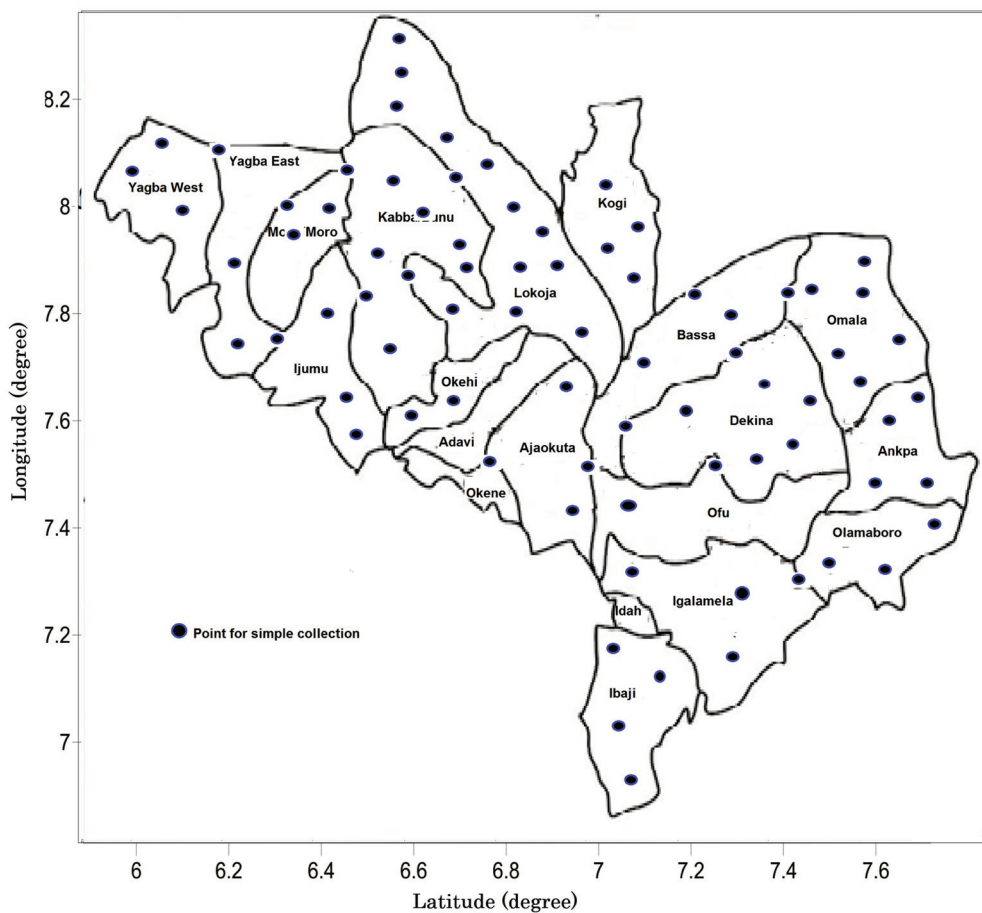 8.2
8
7.8
7.6
7.4
7.2
7
Longitude (degree)
Yagba East
Yagba West
Kogi
Kabba Bunu
Lokoja
Omala
Bassa
Ijumu
Okehi
Dekina
Adavi
Ajaokuta
Ankpa
Okene
Ofu
Olamaboro
Igalamela
Idah
Point for simple collection
Ibaji
6
6.2
6.4
6.6
6.8
7
7.2
7.4
7.6
Latitude (degree)